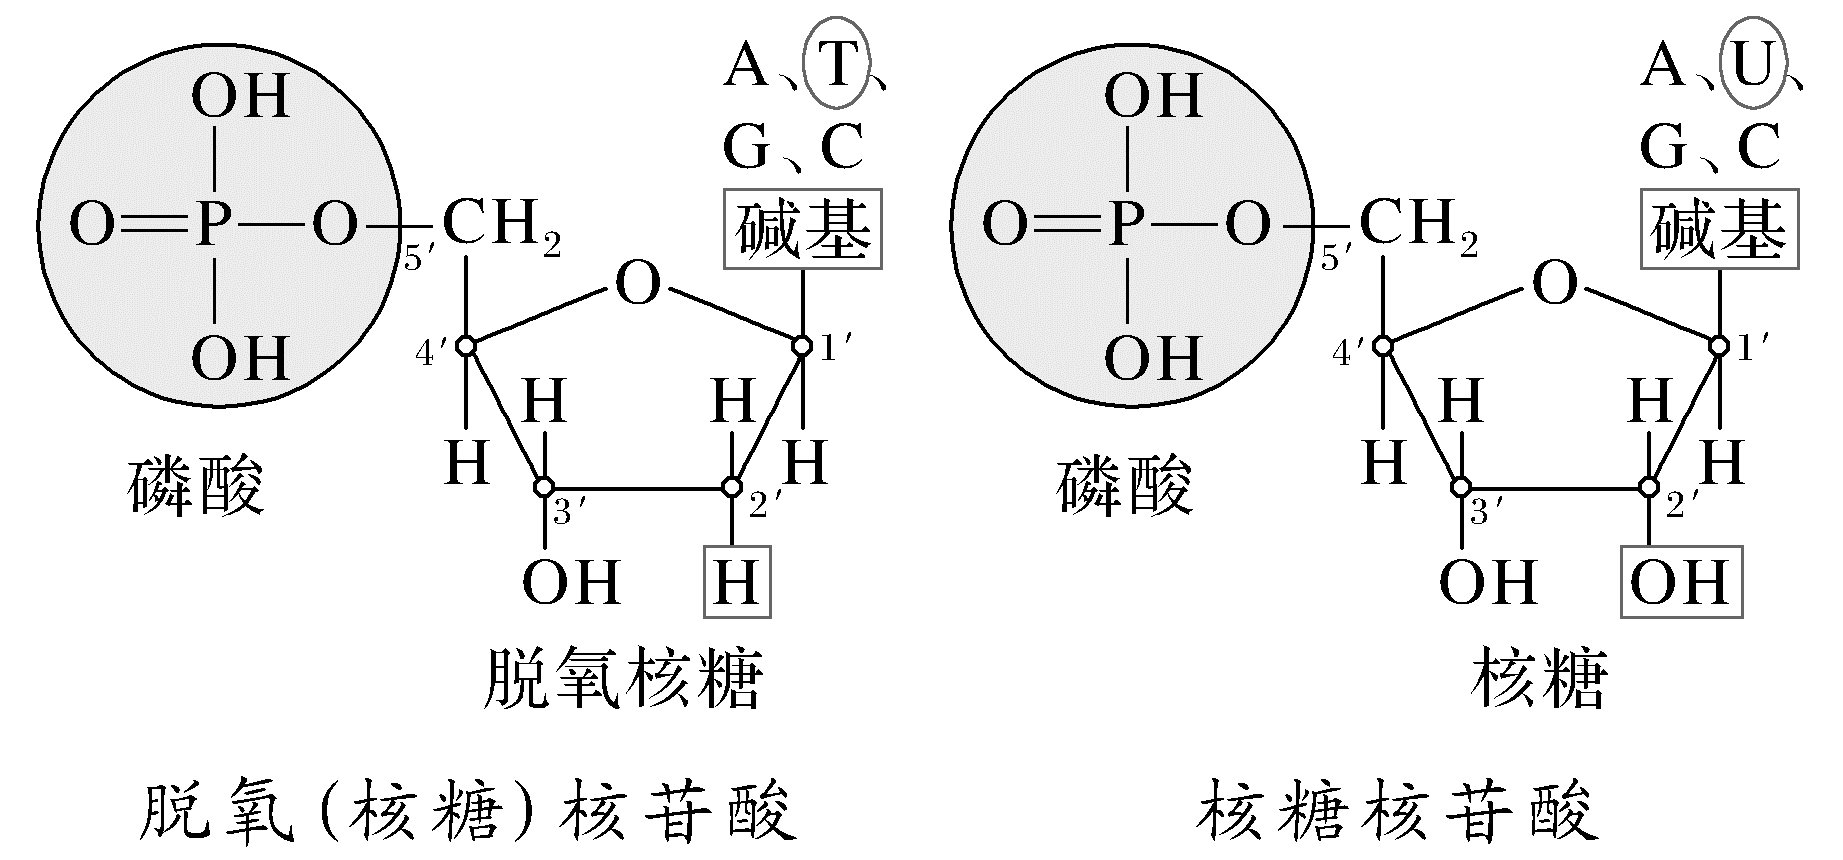 A、T、
G、C
碱基
OH
O=P—O—CH₂
OH
5′
O
4′
1′
H
H
H
H
3′
2′
OH
H
磷酸
脱氧核糖
脱氧(核糖)核苷酸
A、U、
G、C
碱基
OH
O=P—O—CH₂
OH
5′
O
4′
1′
H
H
H
H
3′
2′
OH
OH
磷酸
核糖
核糖核苷酸